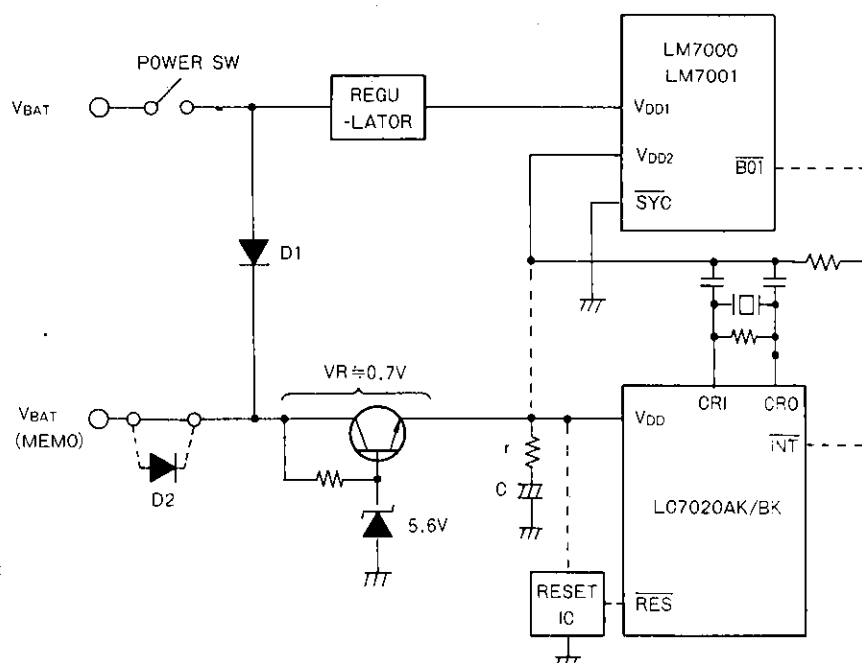 LM7000
LM7001
POWER SW
VBAT
REGU
-LATOR
VDD1
VDD2
BO1
SYC
D1
VR≒0.7V
VBAT
(MEMO)
D2
5.6V
r
C
VDD
CRI
CRO
INT
LC7020AK/BK
RESET
IC
RES